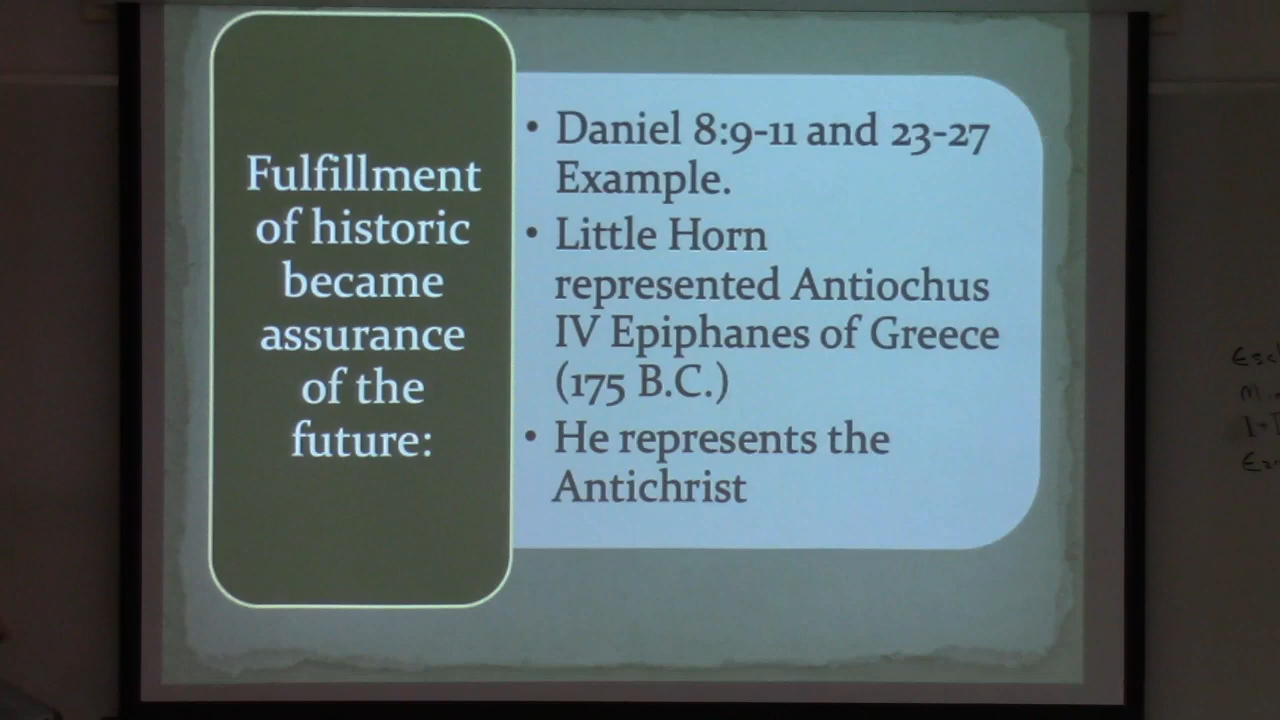 Fulfillment
of historic
became
assurance
of the
future:
• Daniel 8:9-11 and 23-27
Example.
• Little Horn
represented Antiochus
IV Epiphanes of Greece
(175 B.C.)
• He represents the
Antichrist